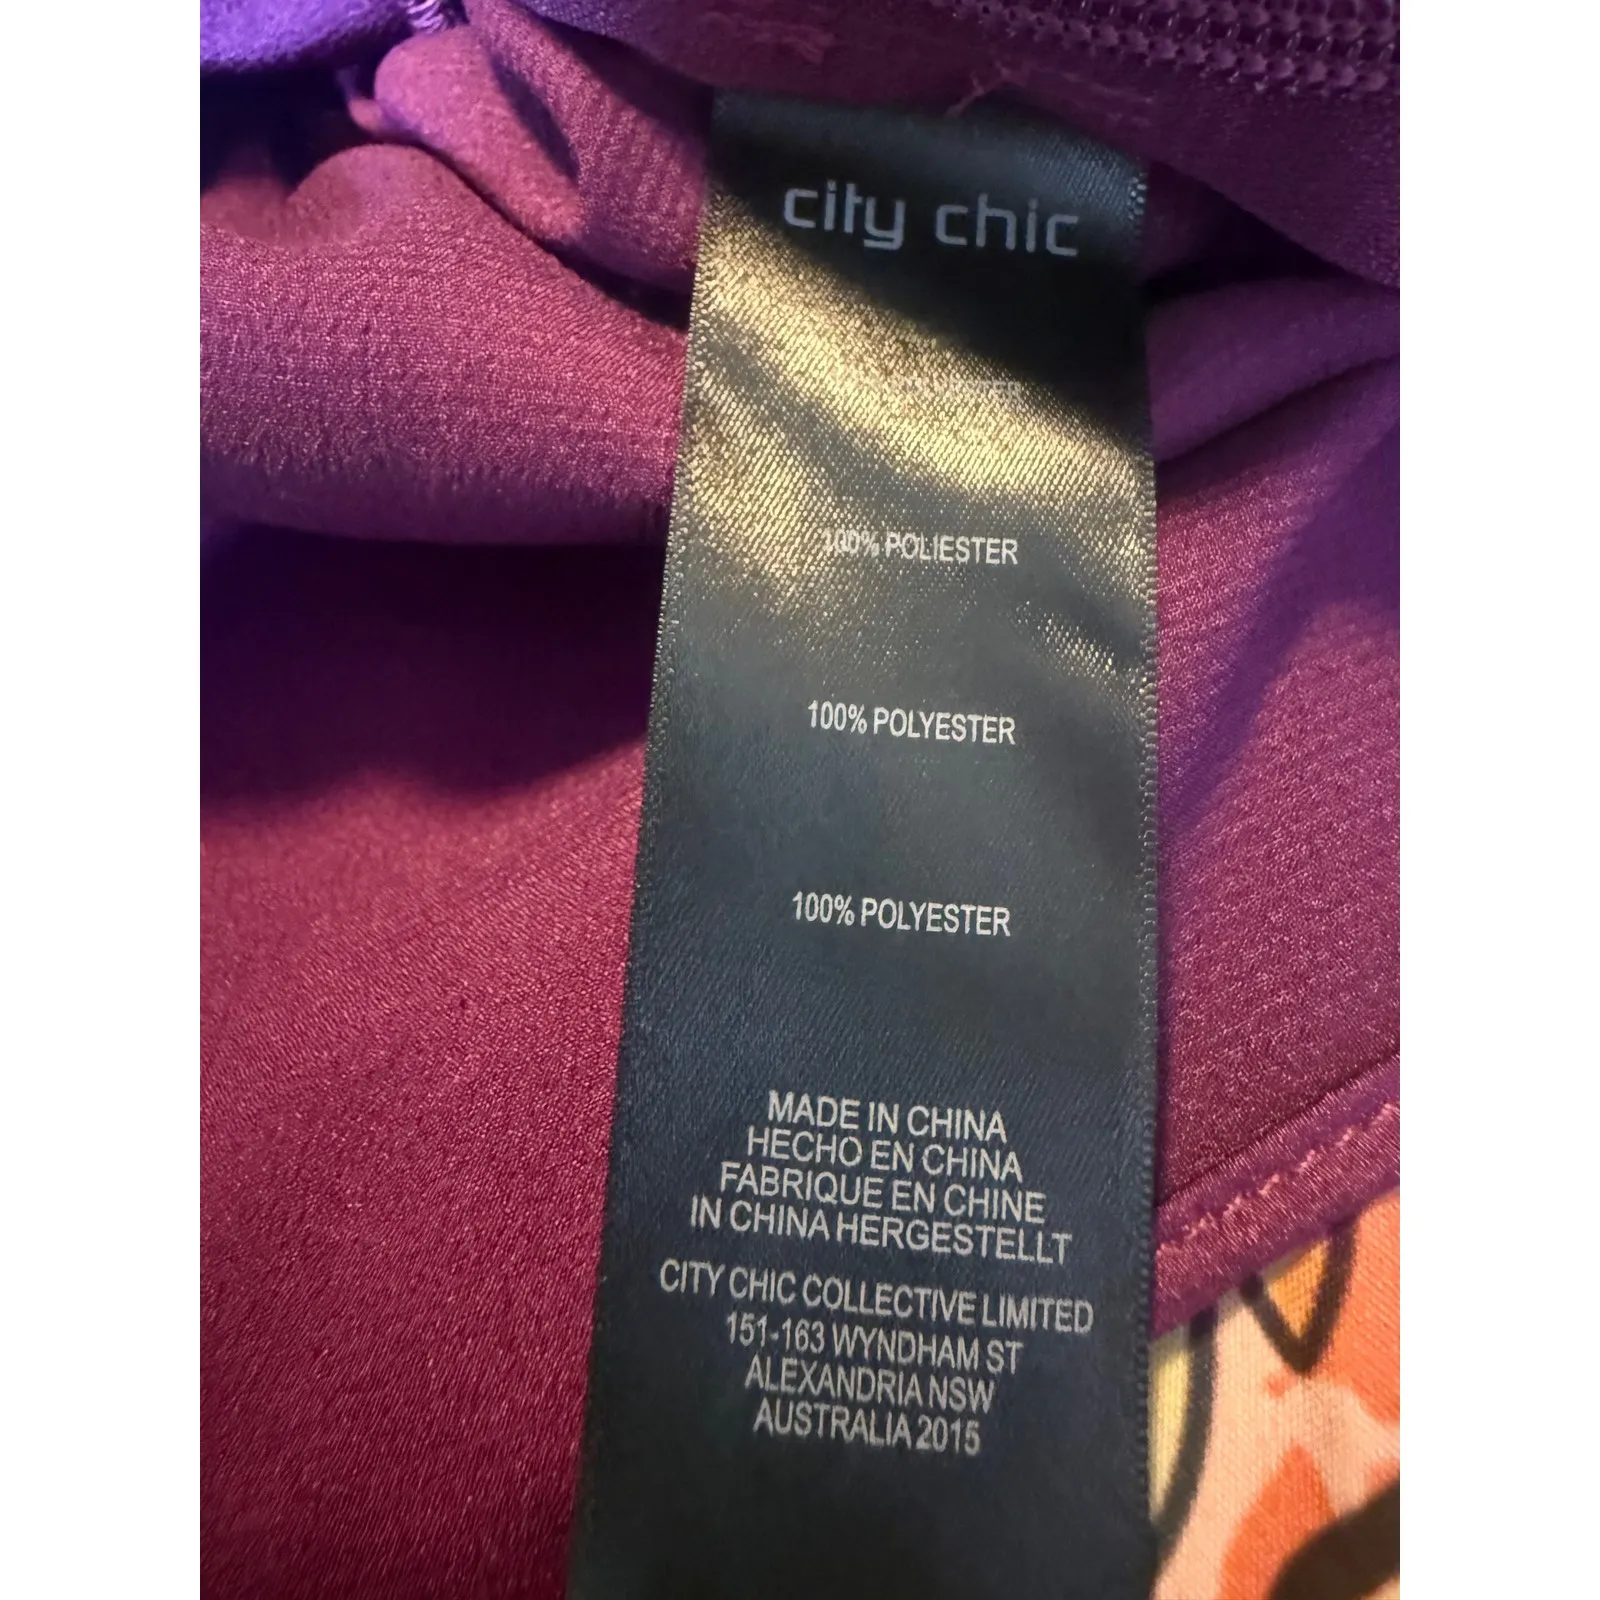 city chic
100% POLIESTER
100% POLYESTER
100% POLYESTER
MADE IN CHINA
HECHO EN CHINA
FABRIQUE EN CHINE
IN CHINA HERGESTELLT
CITY CHIC COLLECTIVE LIMITED
151-163 WYNDHAM ST
ALEXANDRIA NSW
AUSTRALIA 2015